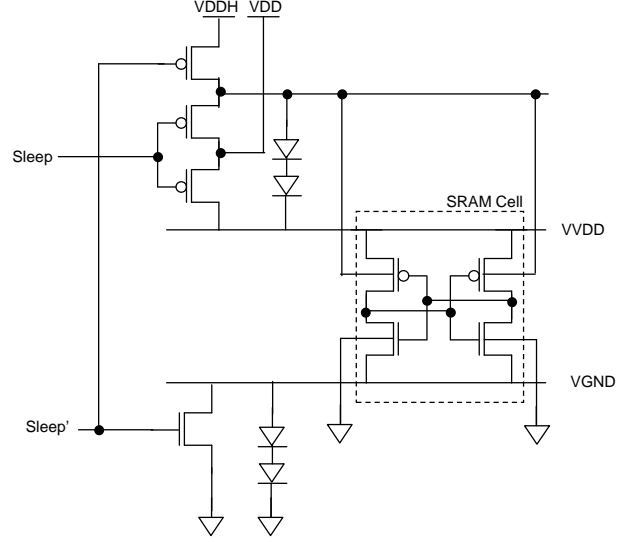 VDDH VDD
Sleep
SRAM Cell
VVDD
VGND
Sleep'